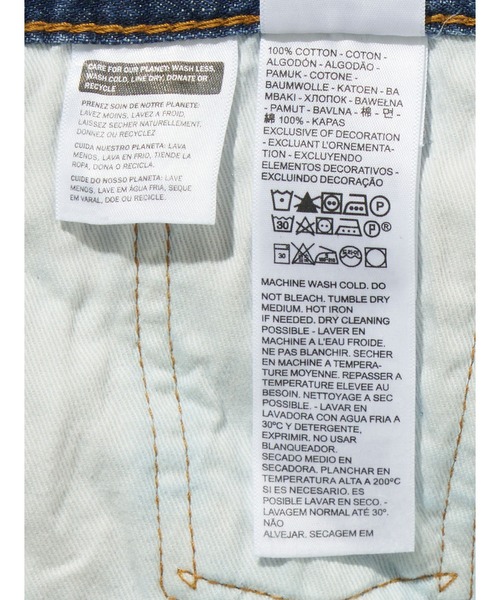 CARE FOR OUR PLANET: WASH LESS,
WASH COLD, LINE DRY, DONATE OR
RECYCLE
PRENEZ SOIN DE NOTRE PLANETE:
LAVEZ MOINS, LAVEZ A FROID,
LAISSEZ SECHER NATURELLEMENT,
DONNEZ OU RECYCLEZ
CUIDA NUESTRO PLANETA: LAVA
MENOS, LAVA EN FRIO, TIENDE LA
ROPA, DONA O RECICLA.
CUIDE DO NOSSO PLANETA: LAVE
MENOS, LAVE EM ÁGUA FRIA, SEQUE
EM VARAL, DOE OU RECICLE.
100% COTTON - COTON -
ALGODÓN - ALGODÃO -
PAMUK - COTONE -
BAUMWOLLE - KATOEN - BA
MBAKI - ХЛОПОК - BAWEŁNA
- PAMUT - BAVLNA - 棉 - 면 -
綿 100% - KAPAS
EXCLUSIVE OF DECORATION
- EXCLUANT L'ORNEMENTA-
TION - EXCLUYENDO
ELEMENTOS DECORATIVOS -
EXCLUINDO DECORAÇÃO
P
30 P®
30
MACHINE WASH COLD. DO
NOT BLEACH. TUMBLE DRY
MEDIUM. HOT IRON
IF NEEDED. DRY CLEANING
POSSIBLE - LAVER EN
MACHINE A L'EAU FROIDE.
NE PAS BLANCHIR. SECHER
EN MACHINE A TEMPERA-
TURE MOYENNE. REPASSER A
TEMPERATURE ELEVEE AU
BESOIN. NETTOYAGE A SEC
POSSIBLE. - LAVAR EN
LAVADORA CON AGUA FRIA A
30ºC Y DETERGENTE,
EXPRIMIR. NO USAR
BLANQUEADOR.
SECADO MEDIO EN
SECADORA. PLANCHAR EN
TEMPERATURA ALTA A 200ºC
SI ES NECESARIO. ES
POSIBLE LAVAR EN SECO. -
LAVAGEM NORMAL ATÉ 30°.
NÃO
ALVEJAR. SECAGEM EM